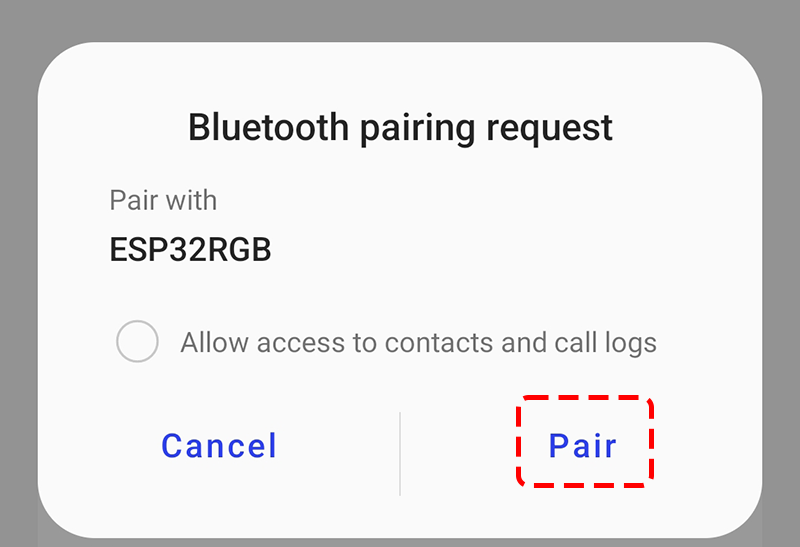 Bluetooth pairing request
Pair with
ESP32RGB
Allow access to contacts and call logs
Cancel
Pair